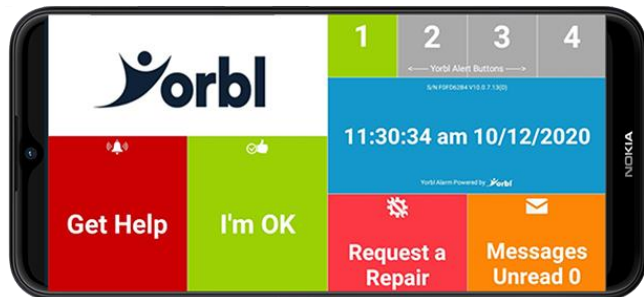 Yorbl
1 2 3 4
<—— Yorbl Alert Buttons ——>
S/N F0FD62B4 V10.0.7.13(D)
11:30:34 am 10/12/2020
Yorbl Alarm Powered by Yorbl
Get Help
I'm OK
Request a
Repair
Messages
Unread 0
NOKIA